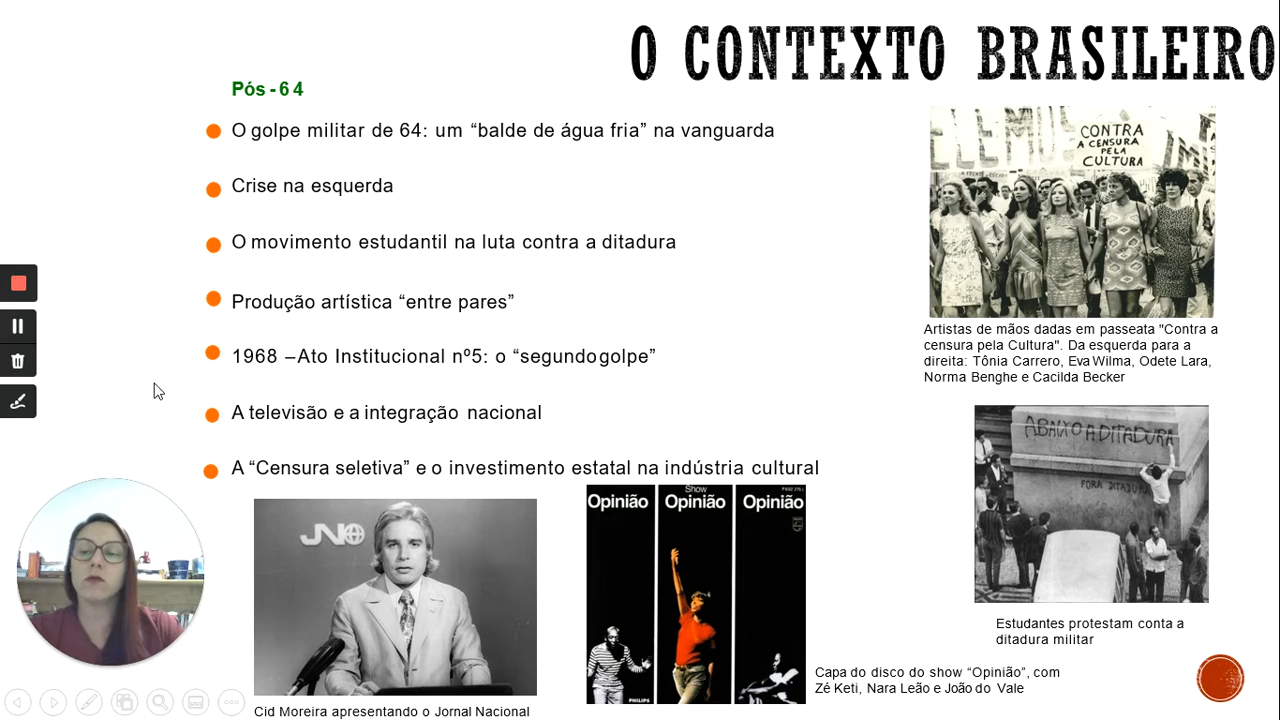 O CONTEXTO BRASILEIRO
Pós - 64
O golpe militar de 64: um “balde de água fria” na vanguarda
Crise na esquerda
O movimento estudantil na luta contra a ditadura
Produção artística “entre pares”
1968 –Ato Institucional nº5: o “segundo golpe”
A televisão e a integração nacional
A “Censura seletiva” e o investimento estatal na indústria cultural
CONTRA
A CENSURA
PELA
CULTURA
Artistas de mãos dadas em passeata "Contra a
censura pela Cultura". Da esquerda para a
direita: Tônia Carrero, Eva Wilma, Odete Lara,
Norma Benghe e Cacilda Becker
ABAIXO A DITADURA
FORA DITADURA
Estudantes protestam conta a
ditadura militar
JN
Cid Moreira apresentando o Jornal Nacional
Show
Opinião Opinião Opinião
PHILIPS
Capa do disco do show “Opinião”, com
Zé Keti, Nara Leão e João do Vale